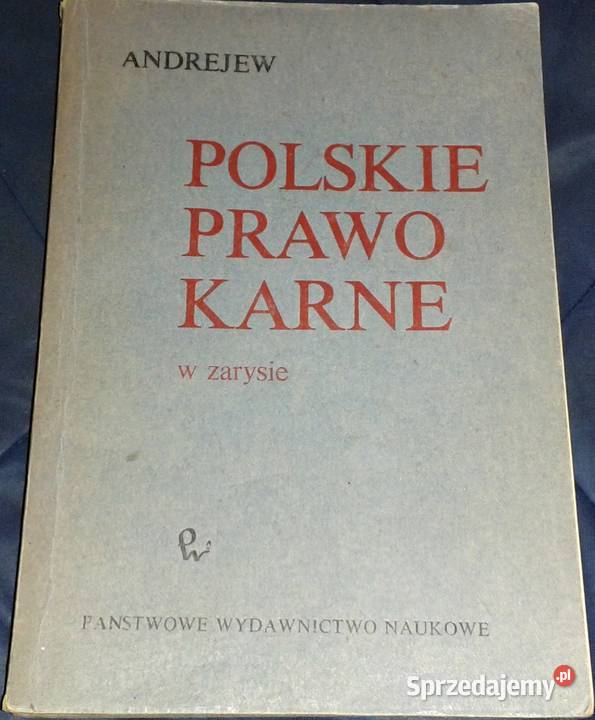 ANDREJEW
POLSKIE
PRAWO
KARNE
w zarysie
PAŃSTWOWE WYDAWNICTWO NAUKOWE
Sprzedajemy.pl